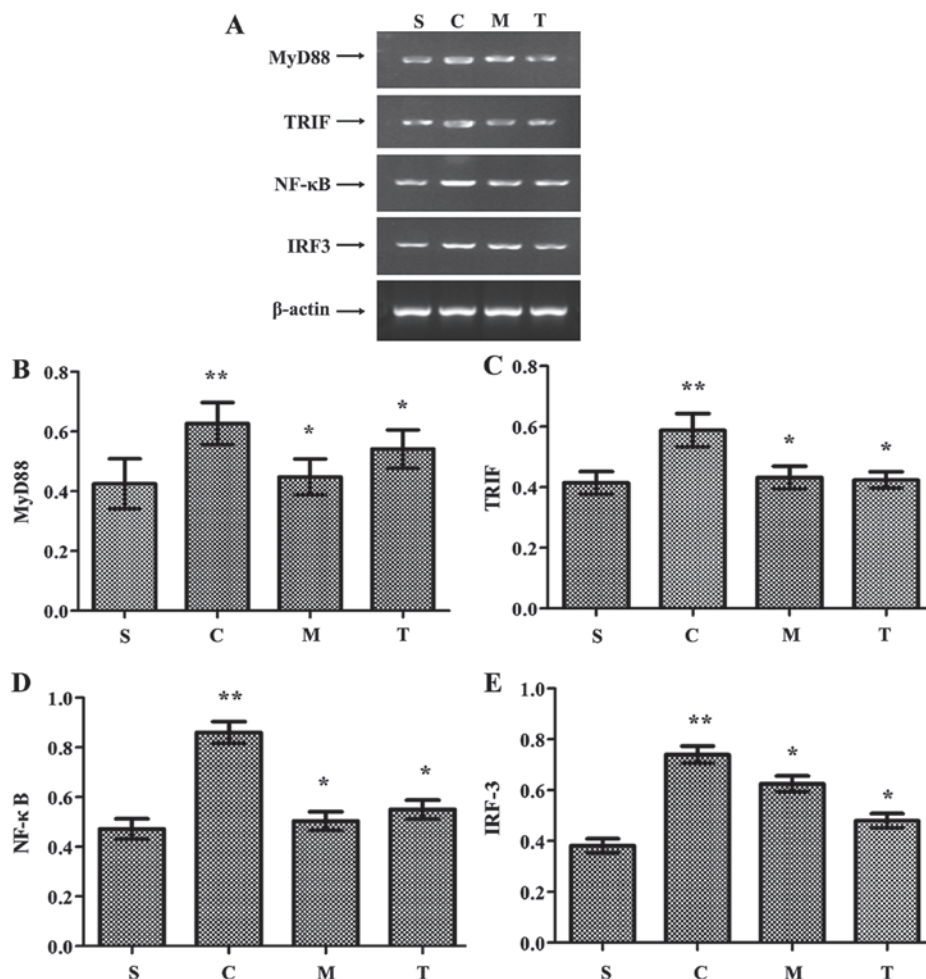 A
S C M T
MyD88
TRIF
NF-κB
IRF3
β-actin
B
MyD88
0.8
0.6
0.4
0.2
0.0
** * *
S C M T
C
TRIF
0.8
0.6
0.4
0.2
0.0
** * *
S C M T
D
NF-κ B
1.0
0.8
0.6
0.4
0.2
0.0
** * *
S C M T
E
IRF-3
1.0
0.8
0.6
0.4
0.2
0.0
** * *
S C M T